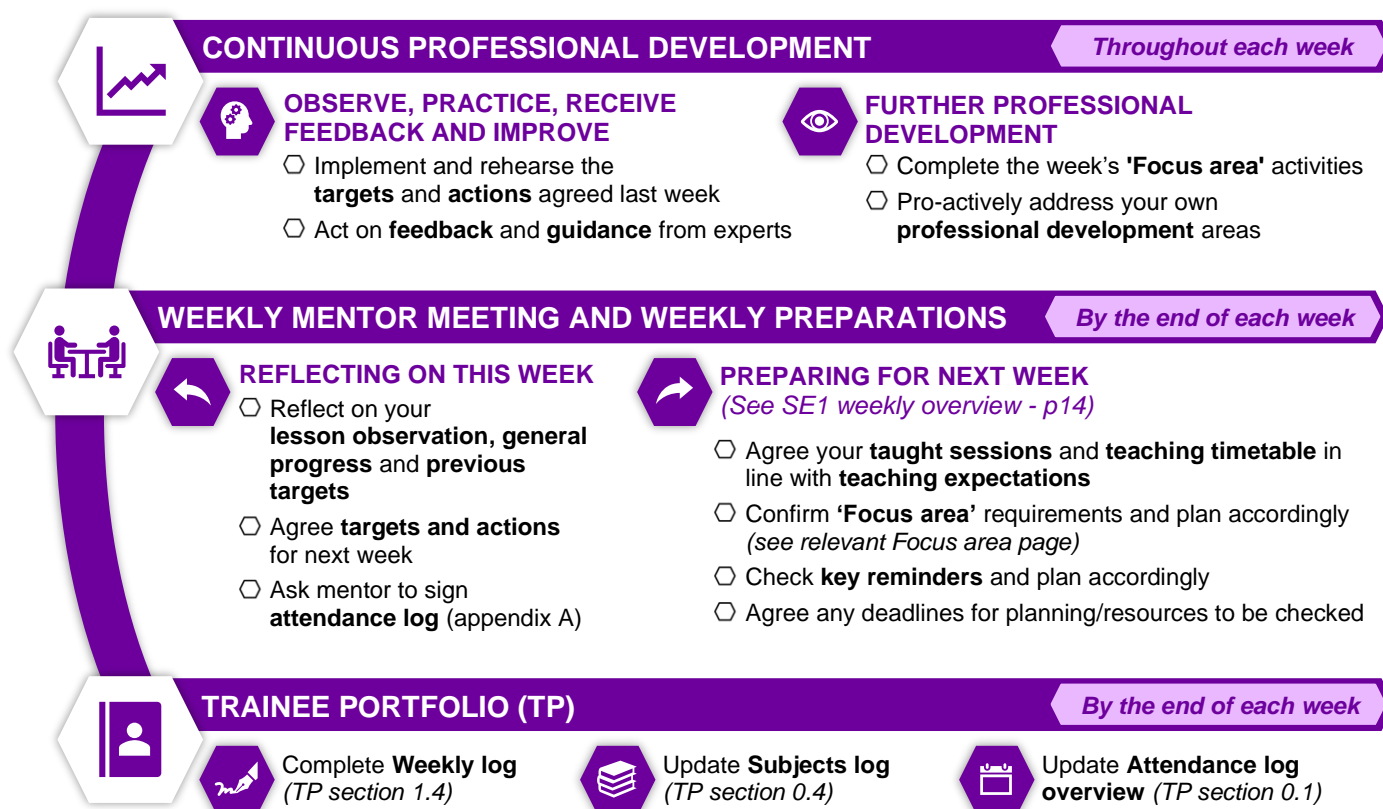 CONTINUOUS PROFESSIONAL DEVELOPMENT
Throughout each week
OBSERVE, PRACTICE, RECEIVE
FEEDBACK AND IMPROVE
Implement and rehearse the
targets and actions agreed last week
Act on feedback and guidance from experts
FURTHER PROFESSIONAL
DEVELOPMENT
Complete the week's 'Focus area' activities
Pro-actively address your own
professional development areas
WEEKLY MENTOR MEETING AND WEEKLY PREPARATIONS
By the end of each week
REFLECTING ON THIS WEEK
Reflect on your
lesson observation, general
progress and previous
targets
Agree targets and actions
for next week
Ask mentor to sign
attendance log (appendix A)
PREPARING FOR NEXT WEEK
(See SE1 weekly overview - p14)
Agree your taught sessions and teaching timetable in
line with teaching expectations
Confirm ‘Focus area’ requirements and plan accordingly
(see relevant Focus area page)
Check key reminders and plan accordingly
Agree any deadlines for planning/resources to be checked
TRAINEE PORTFOLIO (TP)
By the end of each week
Complete Weekly log
(TP section 1.4)
Update Subjects log
(TP section 0.4)
Update Attendance log
overview (TP section 0.1)